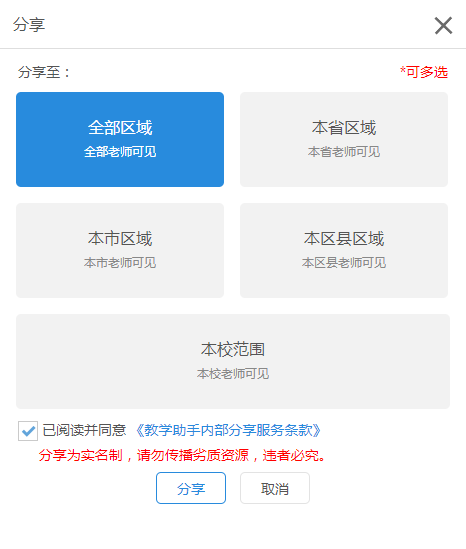 分享
分享至：
*可多选
全部区域
全部老师可见
本省区域
本省老师可见
本市区域
本市老师可见
本区县区域
本区县老师可见
本校范围
本校老师可见
已阅读并同意 《教学助手内部分享服务条款》
分享为实名制，请勿传播劣质资源，违者必究。
分享
取消